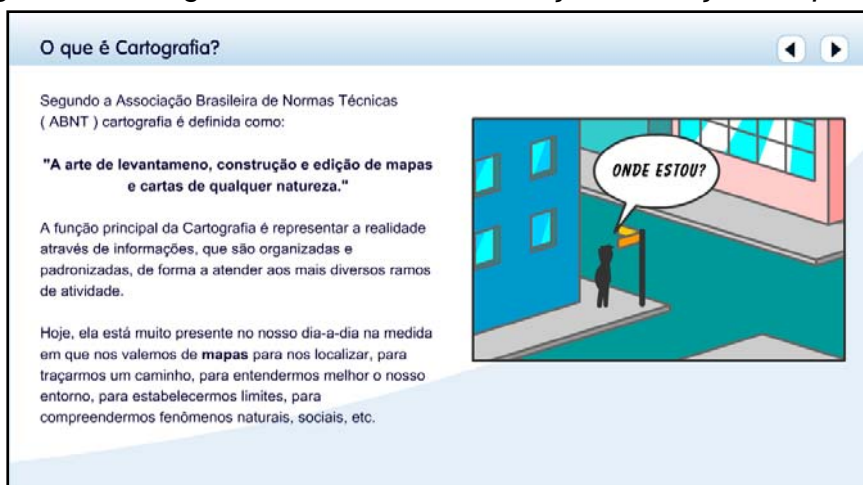 O que é Cartografia?
Segundo a Associação Brasileira de Normas Técnicas
( ABNT ) cartografia é definida como:
"A arte de levantameno, construção e edição de mapas
e cartas de qualquer natureza."
A função principal da Cartografia é representar a realidade
através de informações, que são organizadas e
padronizadas, de forma a atender aos mais diversos ramos
de atividade.
Hoje, ela está muito presente no nosso dia-a-dia na medida
em que nos valemos de mapas para nos localizar, para
traçarmos um caminho, para entendermos melhor o nosso
entorno, para estabelecermos limites, para
compreendermos fenômenos naturais, sociais, etc.
ONDE ESTOU?